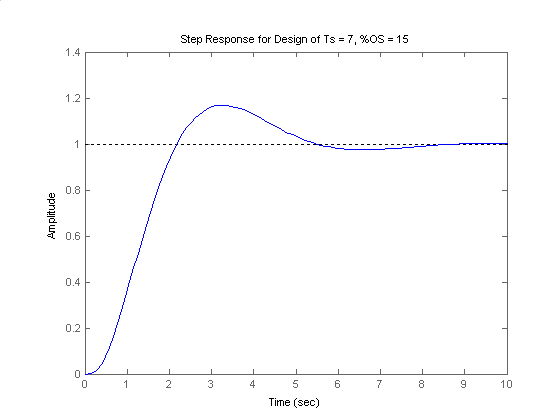 Step Response for Design of Ts = 7, %OS = 15
1.4
1.2
1
0.8
0.6
0.4
0.2
0
Amplitude
0 1 2 3 4 5 6 7 8 9 10
Time (sec)